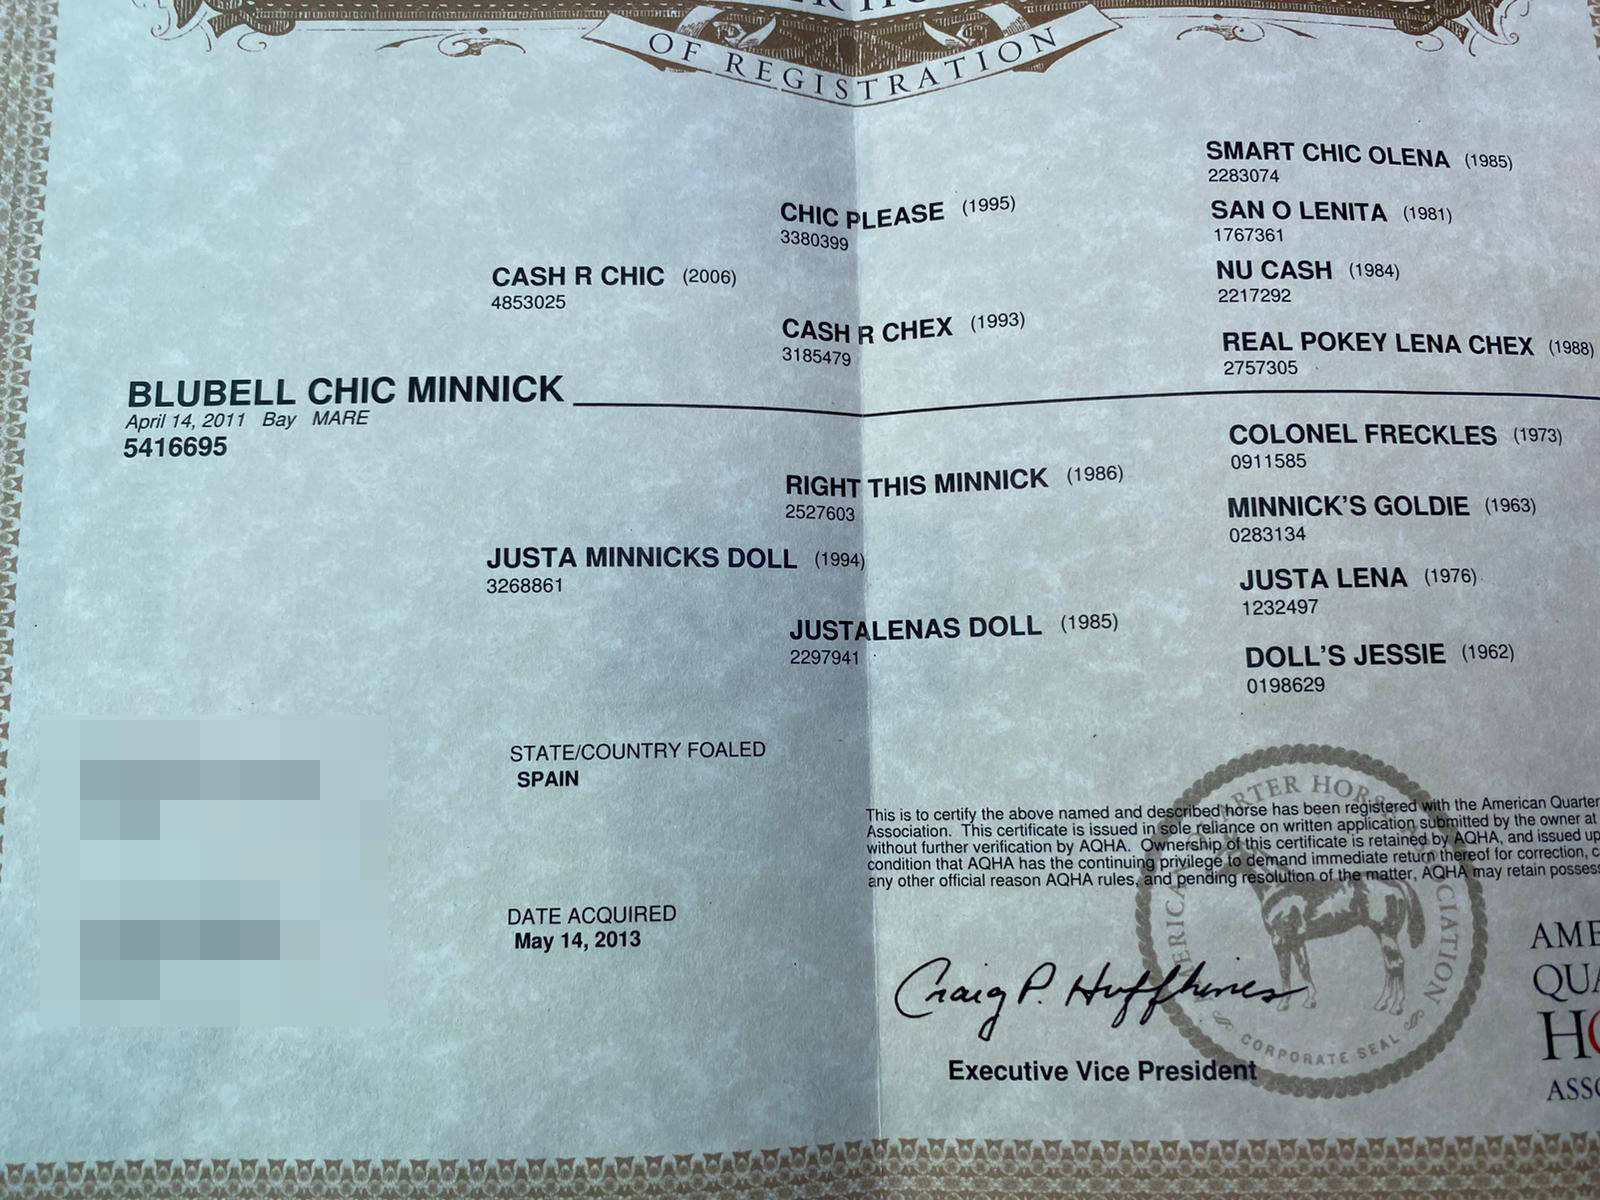 OF REGISTRATION
SMART CHIC OLENA (1985)
2283074
CHIC PLEASE (1995)
3380399
SAN O LENITA (1981)
1767361
CASH R CHIC (2006)
4853025
NU CASH (1984)
2217292
CASH R CHEX (1993)
3185479
REAL POKEY LENA CHEX (1988)
2757305
BLUBELL CHIC MINNICK
April 14, 2011 Bay MARE
5416695
COLONEL FRECKLES (1973)
0911585
RIGHT THIS MINNICK (1986)
2527603
MINNICK'S GOLDIE (1963)
0283134
JUSTA MINNICKS DOLL (1994)
3268861
JUSTA LENA (1976)
1232497
JUSTALENAS DOLL (1985)
2297941
DOLL'S JESSIE (1962)
0198629
STATE/COUNTRY FOALED
SPAIN
This is to certify the above named and described horse has been registered with the American Quarter
Association. This certificate is issued in sole reliance on written application submitted by the owner at
without further verification by AQHA. Ownership of this certificate is retained by AQHA, and issued
condition that AQHA has the continuing privilege to demand immediate return thereof for correction,
any other official reason AQHA rules, and pending resolution of the matter, AQHA may retain
DATE ACQUIRED
May 14, 2013
Craig P. Huffhines
Executive Vice President
CORPORATE SEAL